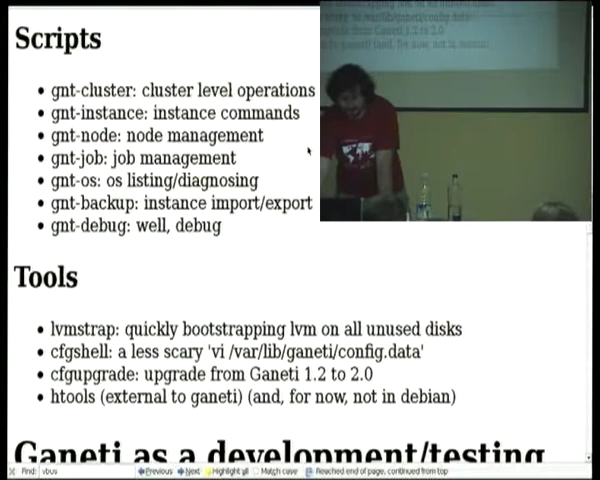 Scripts
• gnt-cluster: cluster level operations
• gnt-instance: instance commands
• gnt-node: node management
• gnt-job: job management
• gnt-os: os listing/diagnosing
• gnt-backup: instance import/export
• gnt-debug: well, debug
Tools
• lvmstrap: quickly bootstrapping lvm on all unused disks
• cfgshell: a less scary 'vi /var/lib/ganeti/config.data'
• cfgupgrade: upgrade from Ganeti 1.2 to 2.0
• htools (external to ganeti) (and, for now, not in debian)
Ganeti as a development/testing
Find: vbus Previous Next Highlight all Match case Reached end of page, continued from top